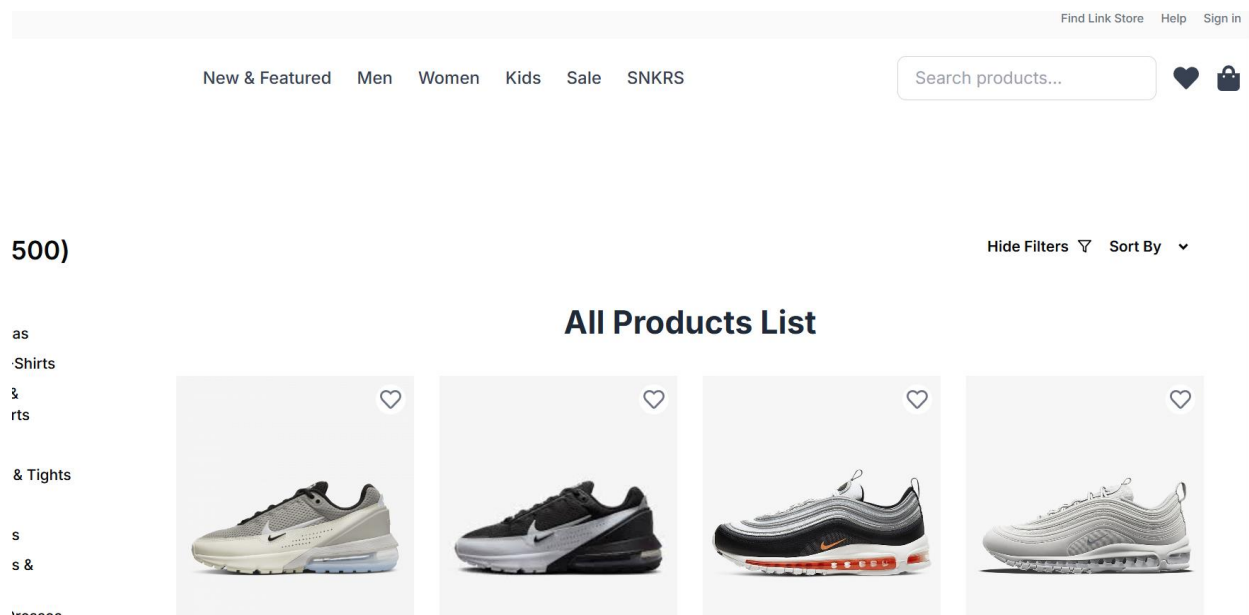 Find Link Store Help Sign in
New & Featured Men Women Kids Sale SNKRS Search products...
500)
Hide Filters Sort By
All Products List
as
-Shirts
&
rts
& Tights
s
s &